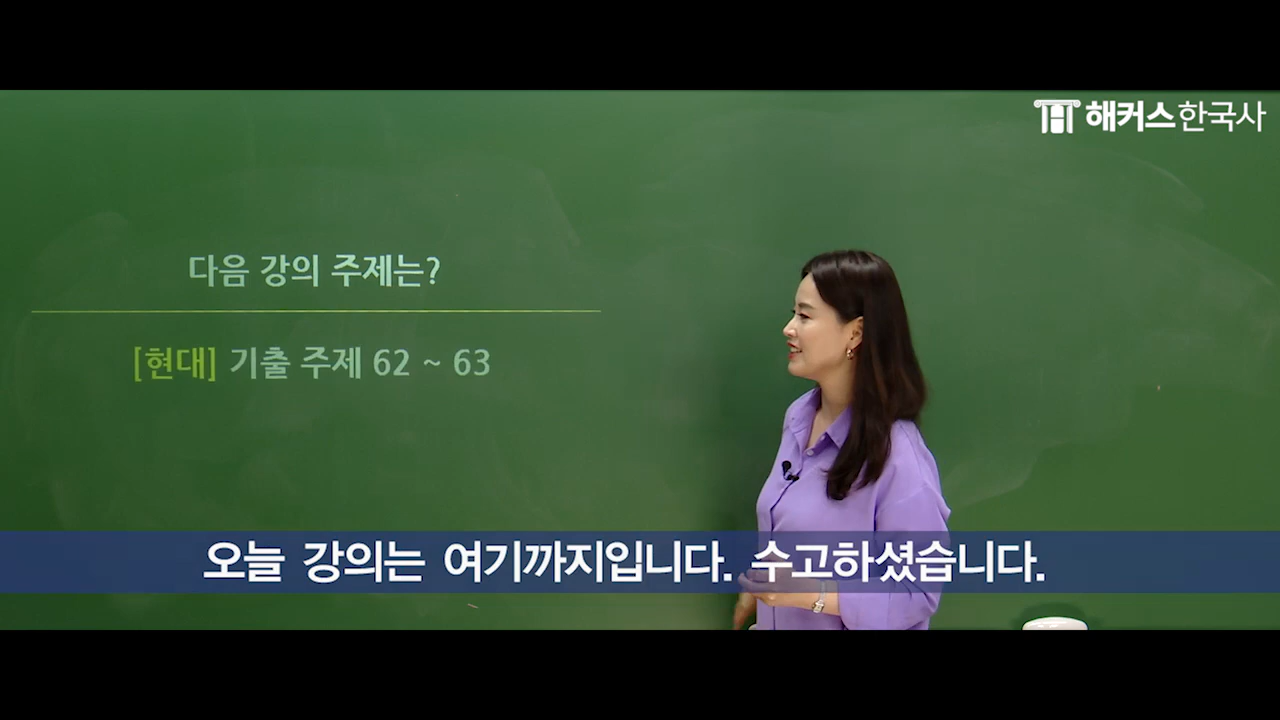 해커스한국사
다음 강의 주제는?
[현대] 기출 주제 62 ~ 63
오늘 강의는 여기까지입니다. 수고하셨습니다.